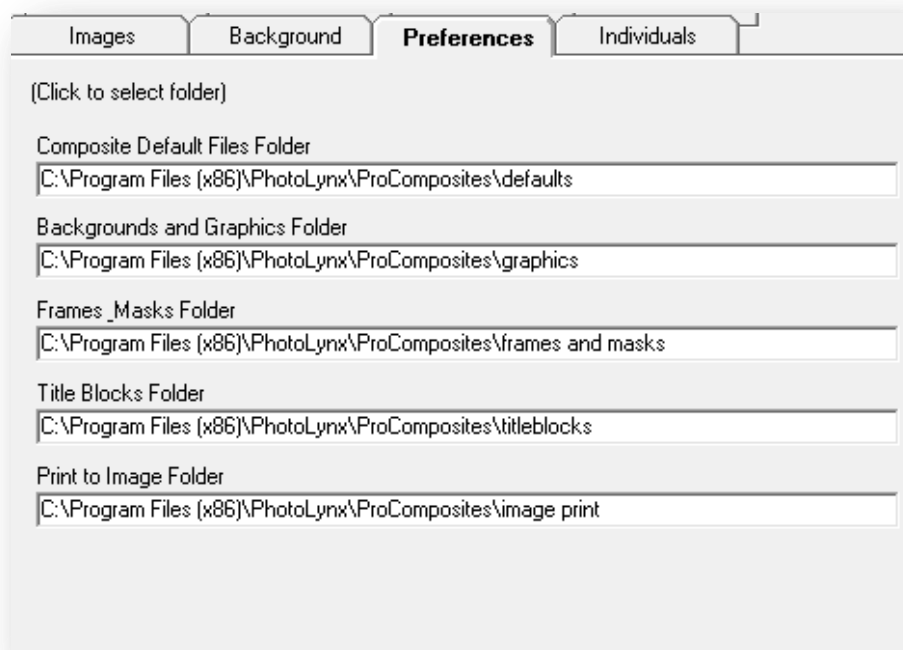 Images Background Preferences Individuals
(Click to select folder)
Composite Default Files Folder
C:\Program Files (x86)\PhotoLynx\ProComposites\defaults
Backgrounds and Graphics Folder
C:\Program Files (x86)\PhotoLynx\ProComposites\graphics
Frames_Masks Folder
C:\Program Files (x86)\PhotoLynx\ProComposites\frames and masks
Title Blocks Folder
C:\Program Files (x86)\PhotoLynx\ProComposites\titleblocks
Print to Image Folder
C:\Program Files (x86)\PhotoLynx\ProComposites\image print